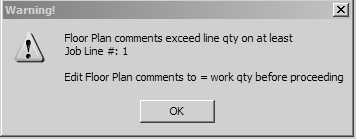 Warning!
Floor Plan comments exceed line qty on at least
Job Line #: 1
Edit Floor Plan comments to = work qty before proceeding
OK